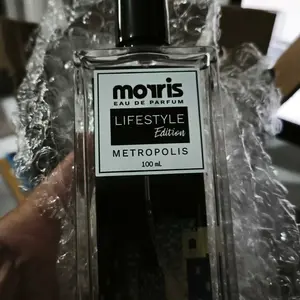 morris
EAU DE PARFUM
LIFESTYLE
Edition
METROPOLIS
100 mL